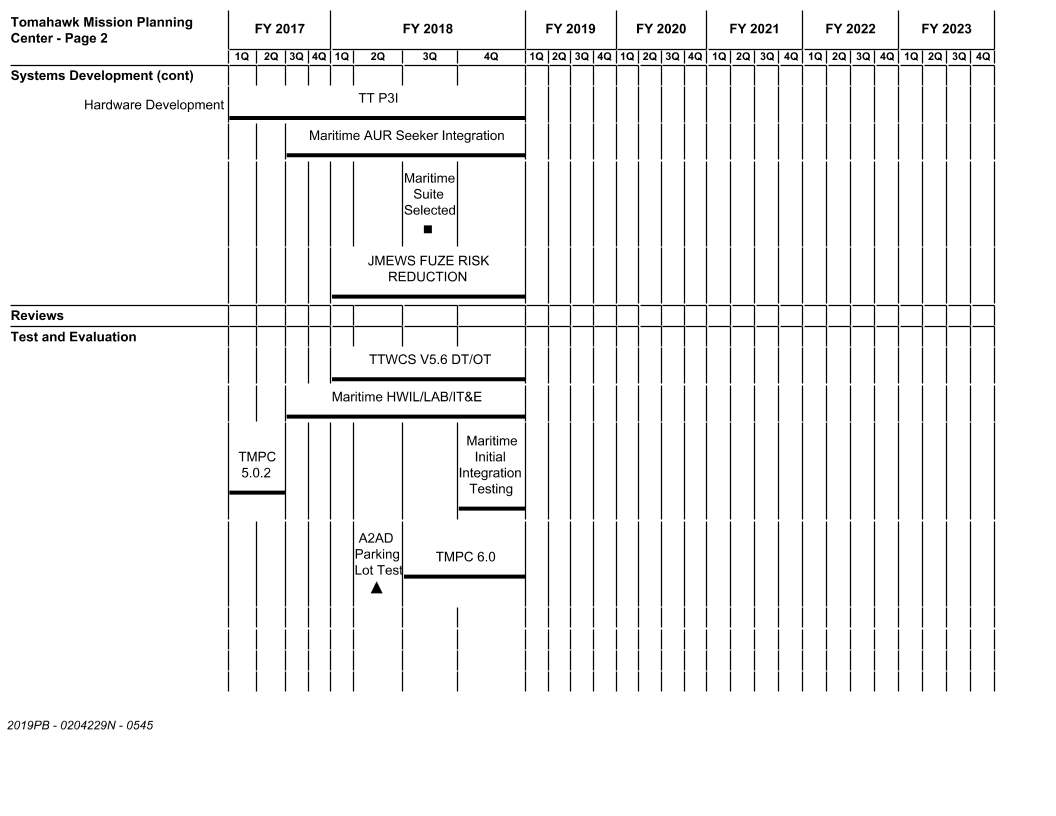 Tomahawk Mission Planning
Center - Page 2
FY 2017 FY 2018 FY 2019 FY 2020 FY 2021 FY 2022 FY 2023
1Q 2Q 3Q 4Q 1Q 2Q 3Q 4Q 1Q 2Q 3Q 4Q 1Q 2Q 3Q 4Q 1Q 2Q 3Q 4Q 1Q 2Q 3Q 4Q 1Q 2Q 3Q 4Q
Systems Development (cont)
Hardware Development
TT P3I
Maritime AUR Seeker Integration
Maritime
Suite
Selected
JMEWS FUZE RISK
REDUCTION
Reviews
Test and Evaluation
TTWCS V5.6 DT/OT
Maritime HWIL/LAB/IT&E
TMPC
5.0.2
Maritime
Initial
Integration
Testing
A2AD
Parking
Lot Test
TMPC 6.0
2019PB - 0204229N - 0545